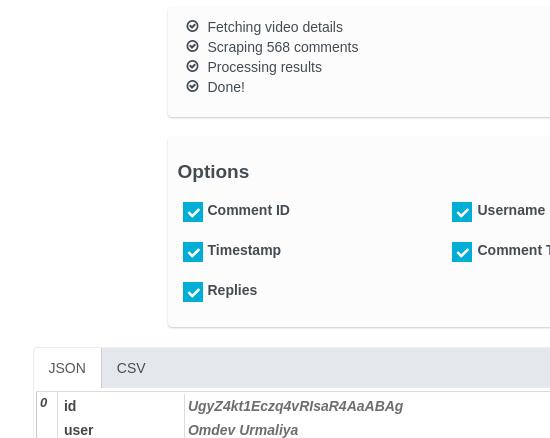 Fetching video details
Scraping 568 comments
Processing results
Done!
Options
Comment ID
Username
Timestamp
Comment T
Replies
JSON CSV
0 id UgyZ4kt1Eczq4vRIsaR4AaABAg
user Omdev Urmaliya